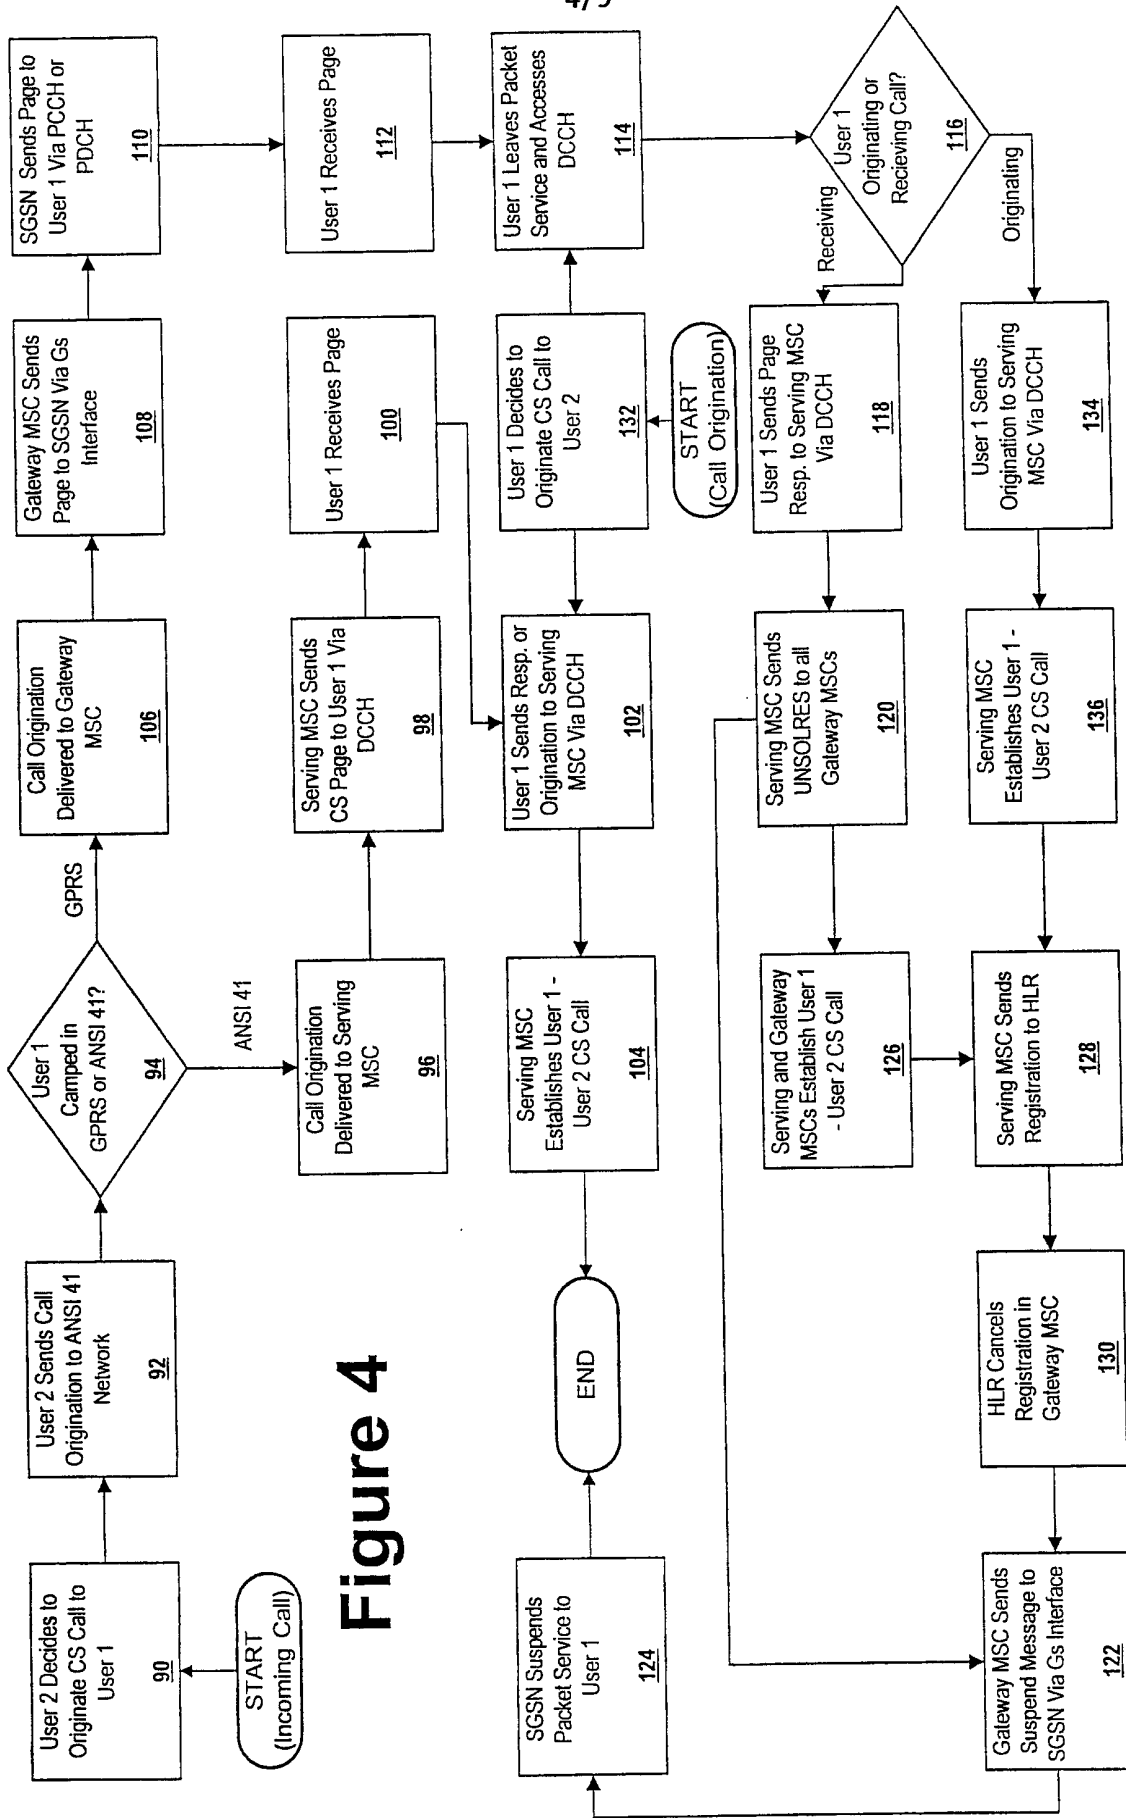 4/9
User 2 Decides to
Originate CS Call to
User 1
90
START
(Incoming Call)
User 2 Sends Call
Origination to ANSI 41
Network
92
User 1
Camped in
GPRS or ANSI 41?
94
GPRS
ANSI 41
Call Origination
Delivered to Gateway
MSC
106
Gateway MSC Sends
Page to SGSN Via Gs
Interface
108
SGSN Sends Page to
User 1 Via PCCH or
PDCH
110
Call Origination
Delivered to Serving
MSC
96
Serving MSC Sends
CS Page to User 1 Via
DCCH
98
User 1 Receives Page
100
User 1 Receives Page
112
Figure 4
Serving MSC
Establishes User 1 -
User 2 CS Call
104
User 1 Sends Resp. or
Origination to Serving
MSC Via DCCH
102
User 1 Decides to
Originate CS Call to
User 2
132
User 1 Leaves Packet
Service and Accesses
DCCH
114
START
(Call Origination)
END
SGSN Suspends
Packet Service to
User 1
124
Serving and Gateway
MSCs Establish User 1
- User 2 CS Call
126
Serving MSC Sends
UNSOLRES to all
Gateway MSCs
120
User 1 Sends Page
Resp. to Serving MSC
Via DCCH
118
Receiving
User 1
Originating or
Recieving Call?
116
Originating
Gateway MSC Sends
Suspend Message to
SGSN Via Gs Interface
122
HLR Cancels
Registration in
Gateway MSC
130
Serving MSC Sends
Registration to HLR
128
Serving MSC
Establishes User 1 -
User 2 CS Call
136
User 1 Sends
Origination to Serving
MSC Via DCCH
134